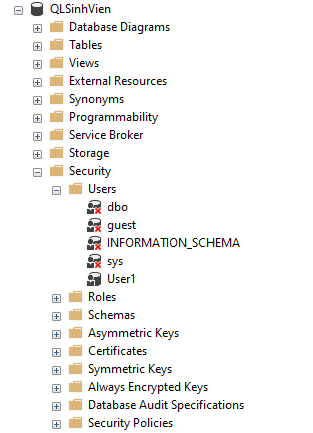 QLSinhVien
Database Diagrams
Tables
Views
External Resources
Synonyms
Programmability
Service Broker
Storage
Security
Users
dbo
guest
INFORMATION_SCHEMA
sys
User1
Roles
Schemas
Asymmetric Keys
Certificates
Symmetric Keys
Always Encrypted Keys
Database Audit Specifications
Security Policies